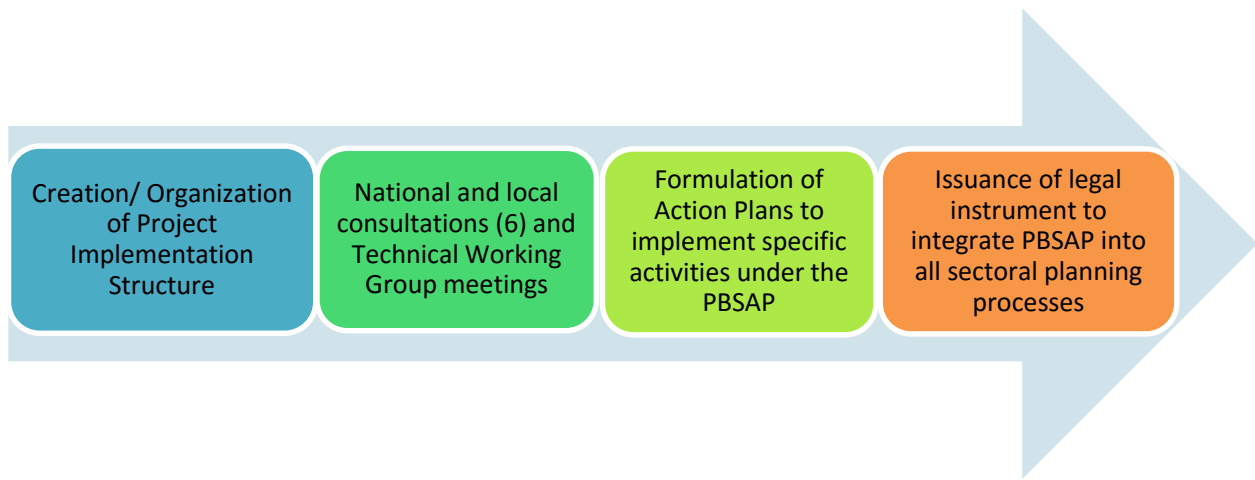 Creation/ Organization
of Project
Implementation
Structure
National and local
consultations (6) and
Technical Working
Group meetings
Formulation of
Action Plans to
implement specific
activities under the
PBSAP
Issuance of legal
instrument to
integrate PBSAP into
all sectoral planning
processes